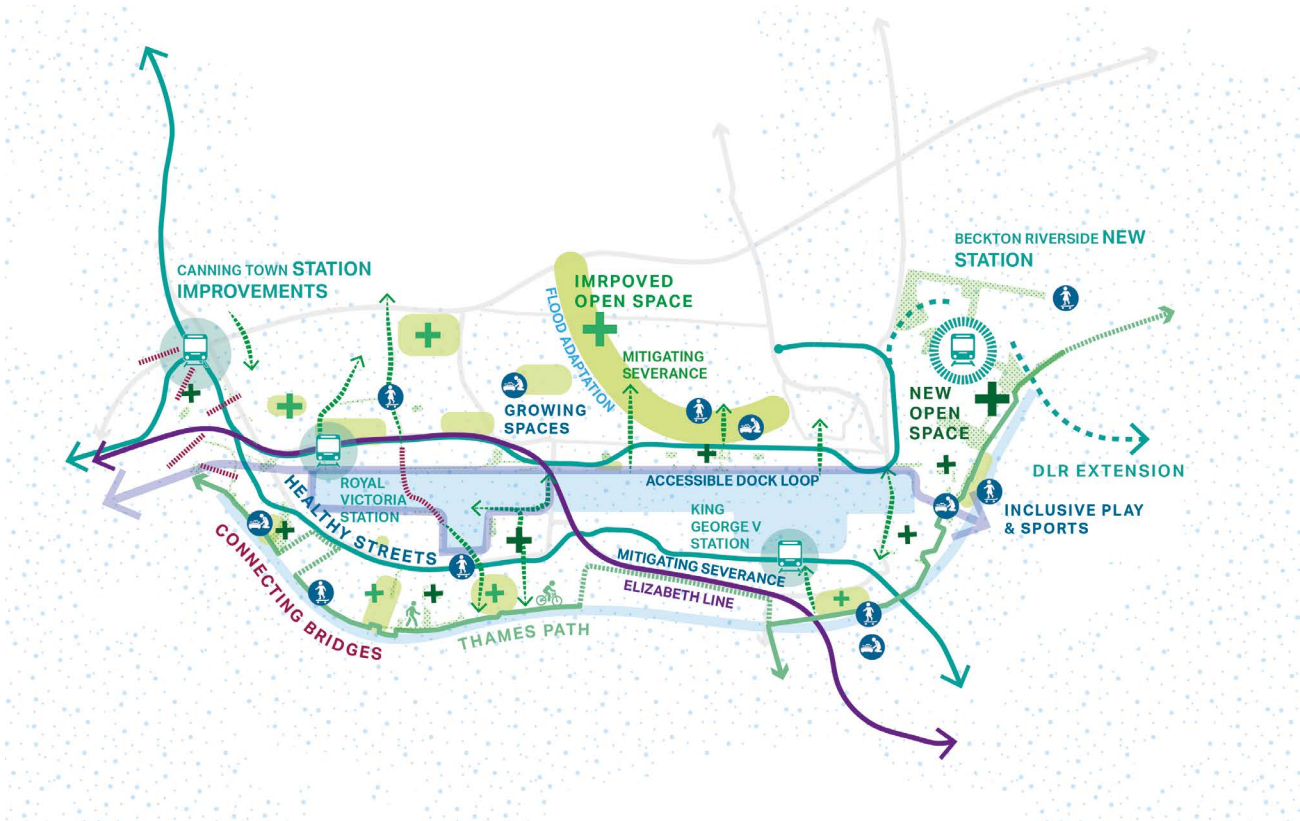 BECKTON RIVERSIDE NEW
STATION
CANNING TOWN STATION
IMPROVEMENTS
IMRPOVED
OPEN SPACE
FLOOD ADAPTATION
MITIGATING
SEVERANCE
GROWING
SPACES
NEW
OPEN
SPACE
DLR EXTENSION
ROYAL
VICTORIA
STATION
ACCESSIBLE DOCK LOOP
KING
GEORGE V
STATION
INCLUSIVE PLAY
& SPORTS
HEALTHY STREETS
MITIGATING SEVERANCE
ELIZABETH LINE
CONNECTING BRIDGES
THAMES PATH